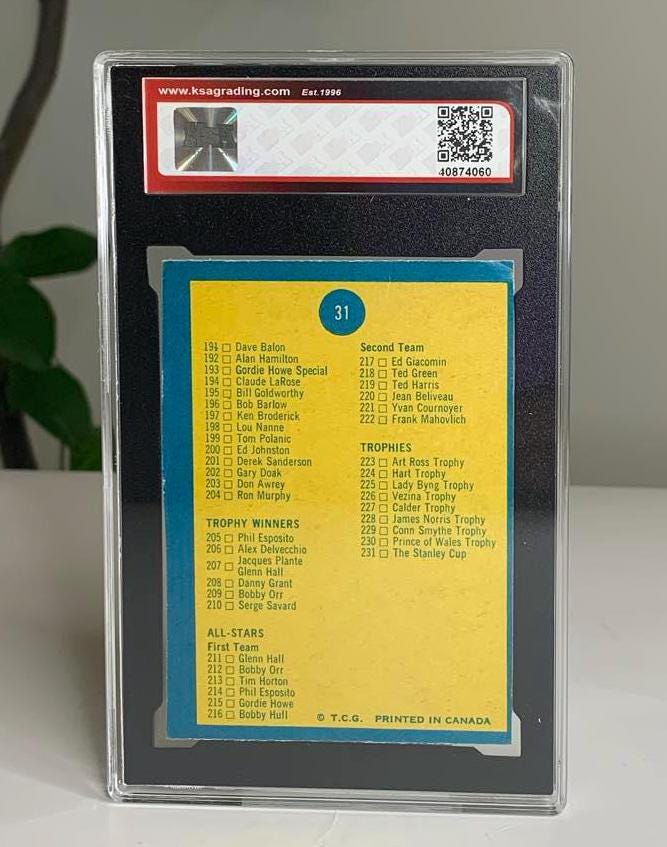 www.ksagrading.com Est.1996
KSA
40874060
31
191 Dave Balon
192 Alan Hamilton
193 Gordie Howe Special
194 Claude LaRose
195 Bill Goldworthy
196 Bob Barlow
197 Ken Broderick
198 Lou Nanne
199 Tom Polanic
200 Ed Johnston
201 Derek Sanderson
202 Gary Doak
203 Don Awrey
204 Ron Murphy
TROPHY WINNERS
205 Phil Esposito
206 Alex Delvecchio
207 Jacques Plante
Glenn Hall
208 Danny Grant
209 Bobby Orr
210 Serge Savard
ALL-STARS
First Team
211 Glenn Hall
212 Bobby Orr
213 Tim Horton
214 Phil Esposito
215 Gordie Howe
216 Bobby Hull
Second Team
217 Ed Giacomin
218 Ted Green
219 Ted Harris
220 Jean Beliveau
221 Yvan Cournoyer
222 Frank Mahovlich
TROPHIES
223 Art Ross Trophy
224 Hart Trophy
225 Lady Byng Trophy
226 Vezina Trophy
227 Calder Trophy
228 James Norris Trophy
229 Conn Smythe Trophy
230 Prince of Wales Trophy
231 The Stanley Cup
© T.C.G. PRINTED IN CANADA